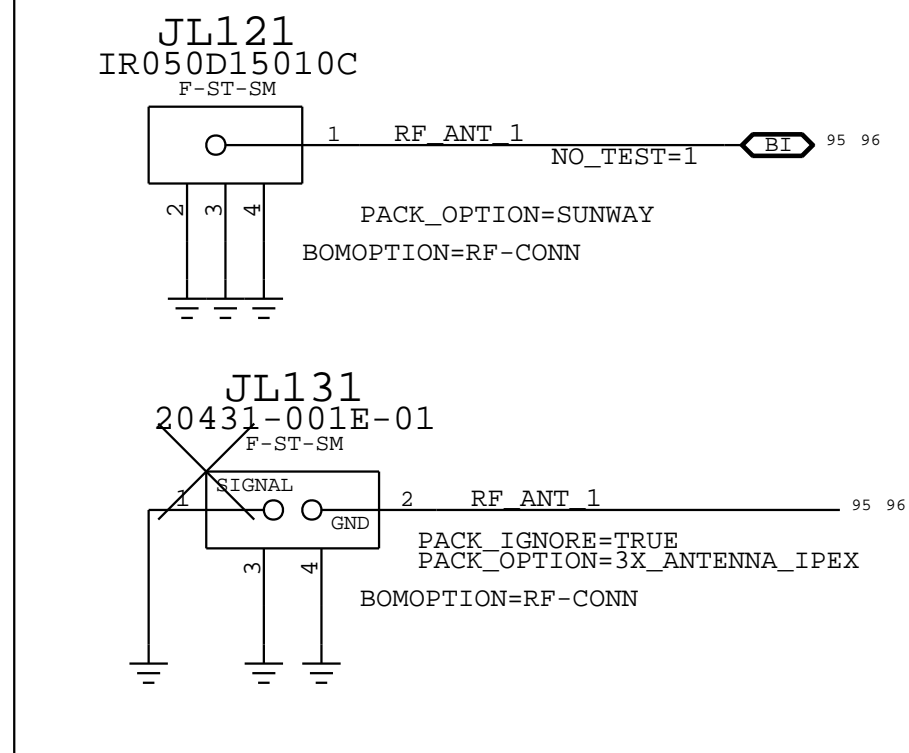 JL121
IR050D15010C
F-ST-SM
1 RF_ANT_1 BI 95 96
NO_TEST=1
2 3 4
PACK_OPTION=SUNWAY
BOMOPTION=RF-CONN
JL131
20431-001E-01
F-ST-SM
SIGNAL
1 2 RF_ANT_1 95 96
GND
PACK_IGNORE=TRUE
PACK_OPTION=3X_ANTENNA_IPEX
3 4
BOMOPTION=RF-CONN